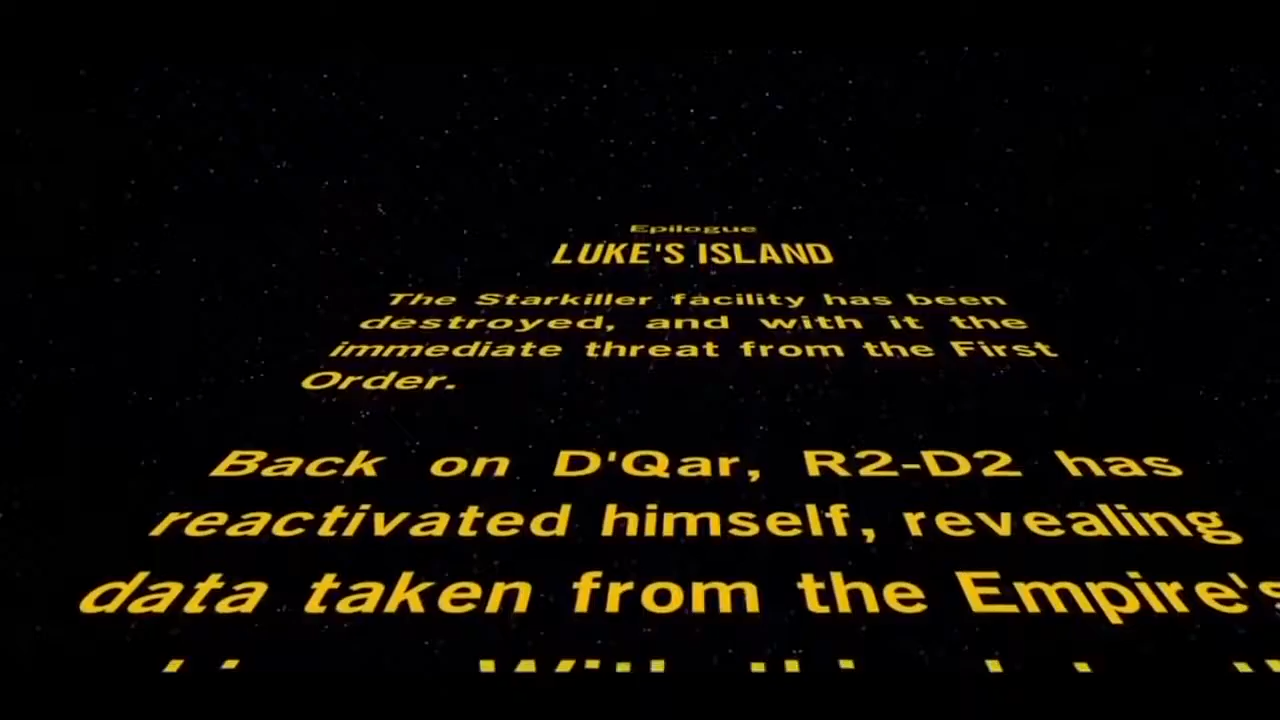 Epilogue
LUKE'S ISLAND
The Starkiller facility has been
destroyed, and with it the
immediate threat from the First
Order.
Back on D'Qar, R2-D2 has
reactivated himself, revealing
data taken from the Empire's